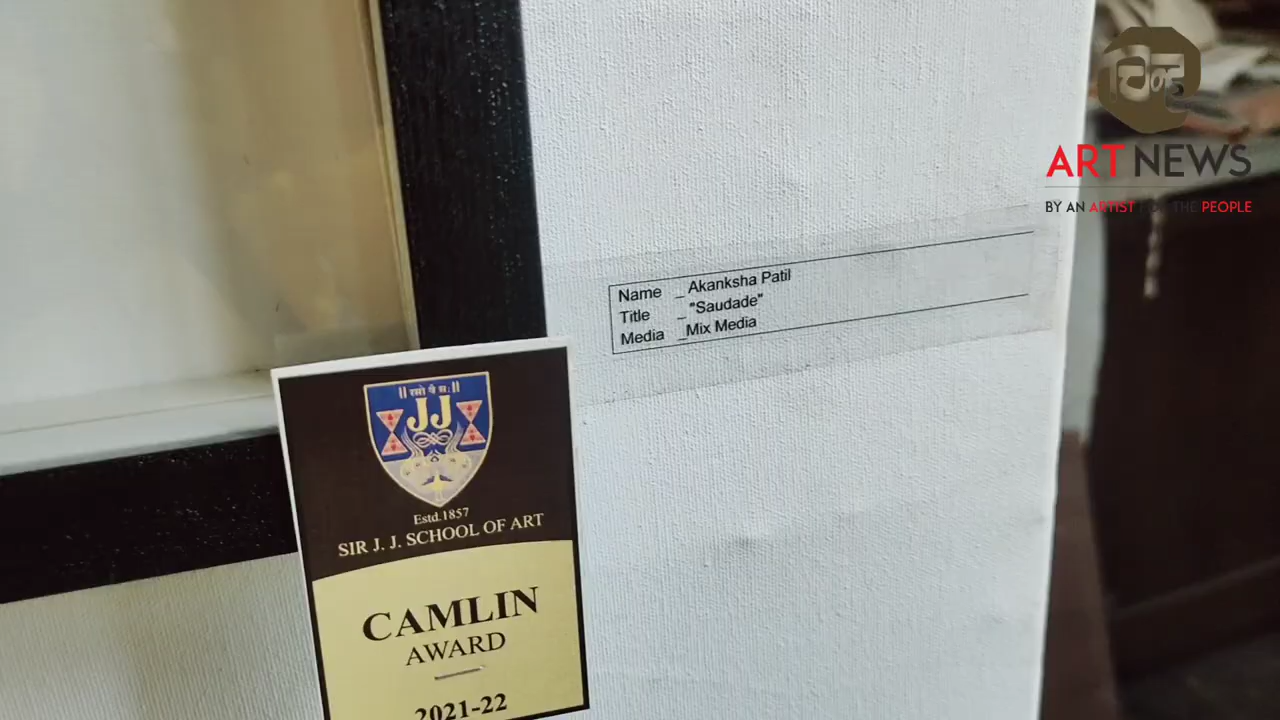 चिन्ह
ART NEWS
BY AN ARTIST FOR THE PEOPLE
Name _ Akanksha Patil
Title _ "Saudade"
Media _Mix Media
JJ
Estd.1857
SIR J. J. SCHOOL OF ART
CAMLIN
AWARD
2021-22